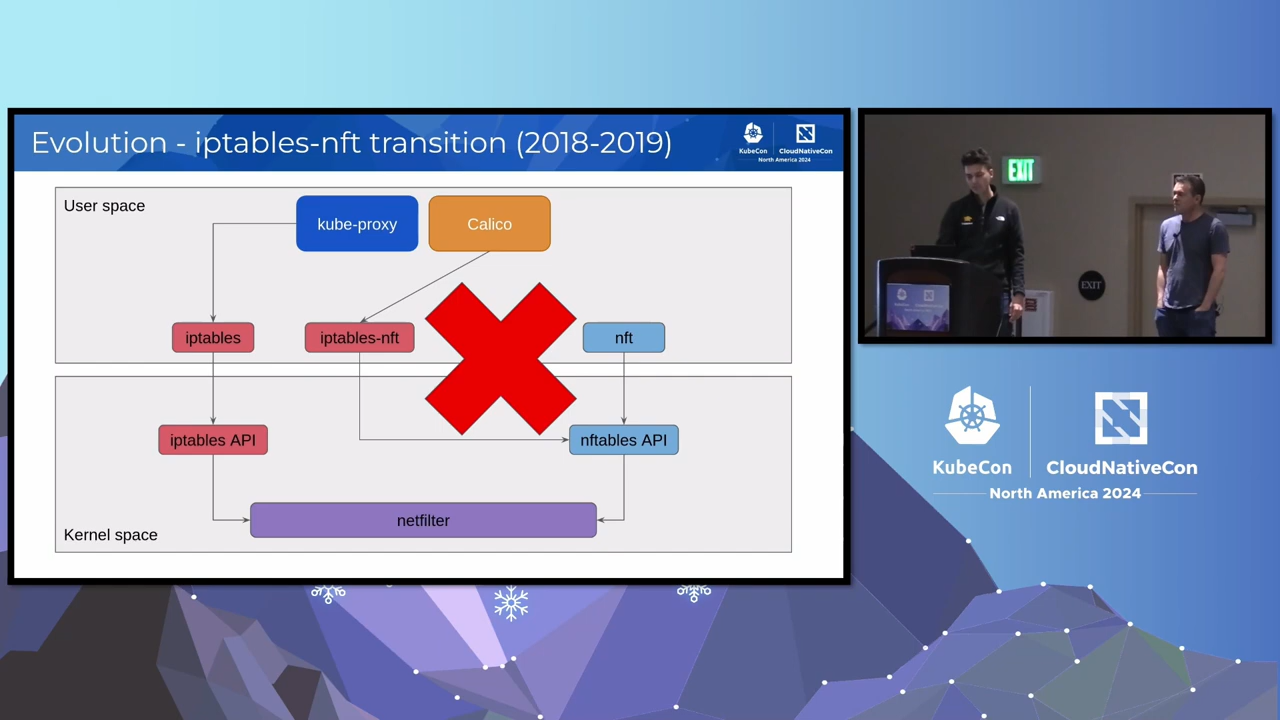 Evolution - iptables-nft transition (2018-2019)
KubeCon
CloudNativeCon
North America 2024
User space
kube-proxy
Calico
iptables
iptables-nft
nft
iptables API
nftables API
netfilter
Kernel space
EXIT
EXIT
KubeCon
CloudNativeCon
North America 2024